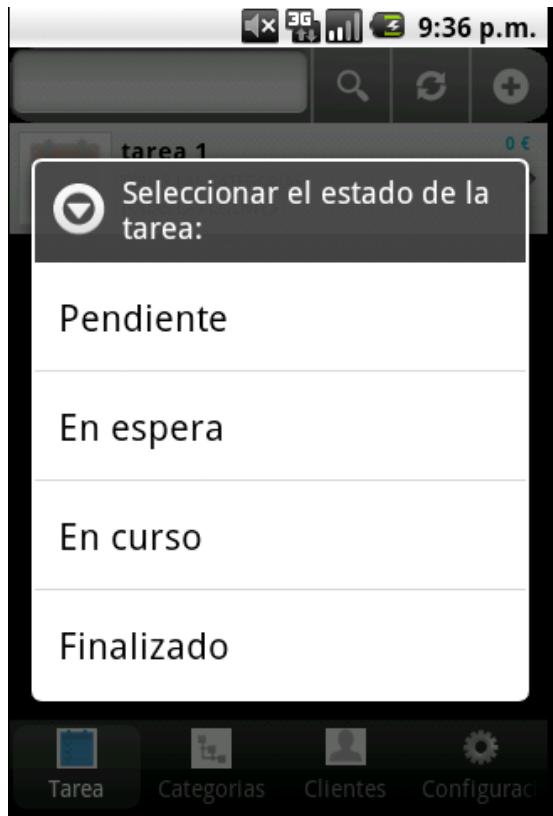 3G 9:36 p.m.
tarea 1
0 €
Seleccionar el estado de la
tarea:
Pendiente
En espera
En curso
Finalizado
Tarea Categorias Clientes Configuraci